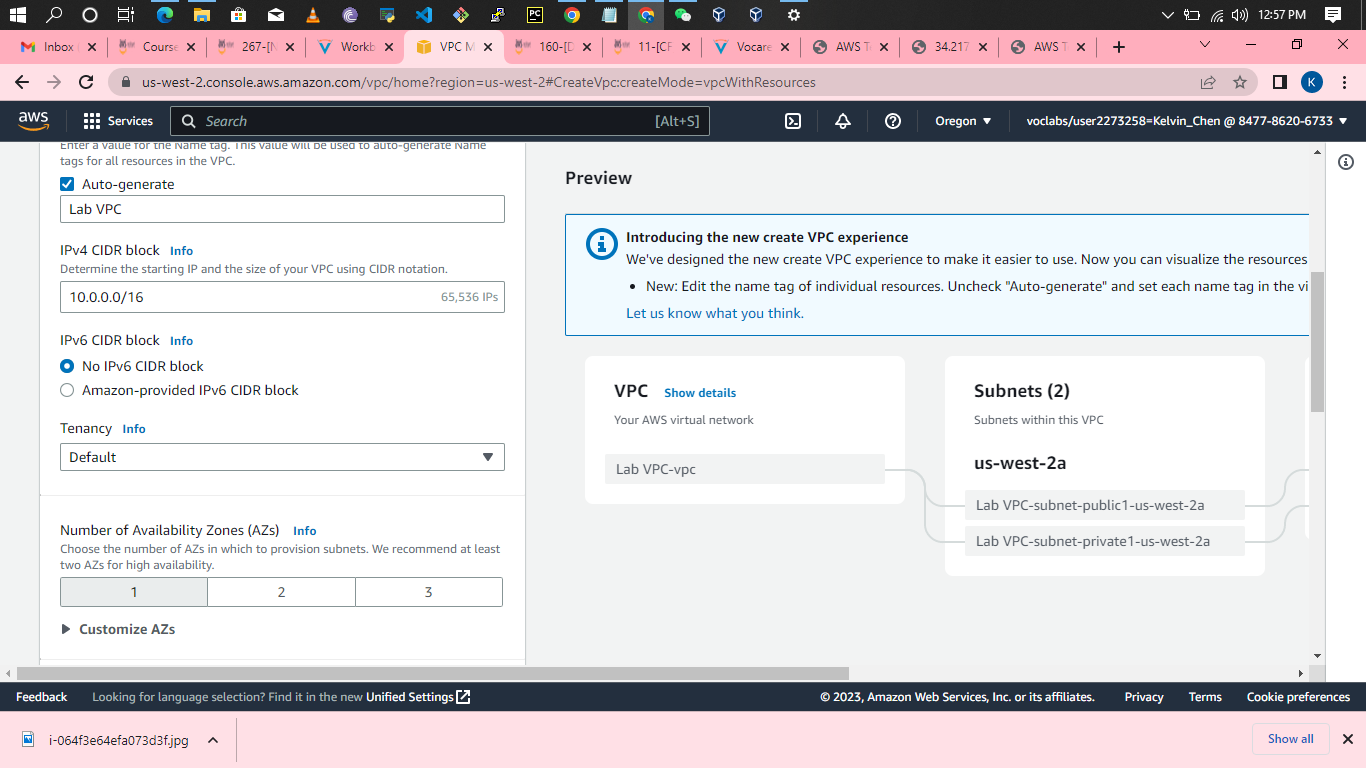 PC
12:57 PM
Inbox (
Course
267-[N
Workb
VPC M
160-[D
11-[CF
Vocare
AWS T
34.217
AWS T
us-west-2.console.aws.amazon.com/vpc/home?region=us-west-2#CreateVpc:createMode=vpcWithResources
K
aws
Services
Search
[Alt+S]
Oregon
voclabs/user2273258=Kelvin_Chen @ 8477-8620-6733
Enter a value for the Name tag. This value will be used to auto-generate Name
tags for all resources in the VPC.
Auto-generate
Lab VPC
IPv4 CIDR block Info
Determine the starting IP and the size of your VPC using CIDR notation.
10.0.0.0/16 65,536 IPs
IPv6 CIDR block Info
No IPv6 CIDR block
Amazon-provided IPv6 CIDR block
Tenancy Info
Default
Number of Availability Zones (AZs) Info
Choose the number of AZs in which to provision subnets. We recommend at least
two AZs for high availability.
1 2 3
Customize AZs
Preview
Introducing the new create VPC experience
We've designed the new create VPC experience to make it easier to use. Now you can visualize the resources
New: Edit the name tag of individual resources. Uncheck "Auto-generate" and set each name tag in the vi
Let us know what you think.
VPC Show details
Your AWS virtual network
Lab VPC-vpc
Subnets (2)
Subnets within this VPC
us-west-2a
Lab VPC-subnet-public1-us-west-2a
Lab VPC-subnet-private1-us-west-2a
Feedback
Looking for language selection? Find it in the new Unified Settings
© 2023, Amazon Web Services, Inc. or its affiliates.
Privacy
Terms
Cookie preferences
i-064f3e64efa073d3f.jpg
Show all